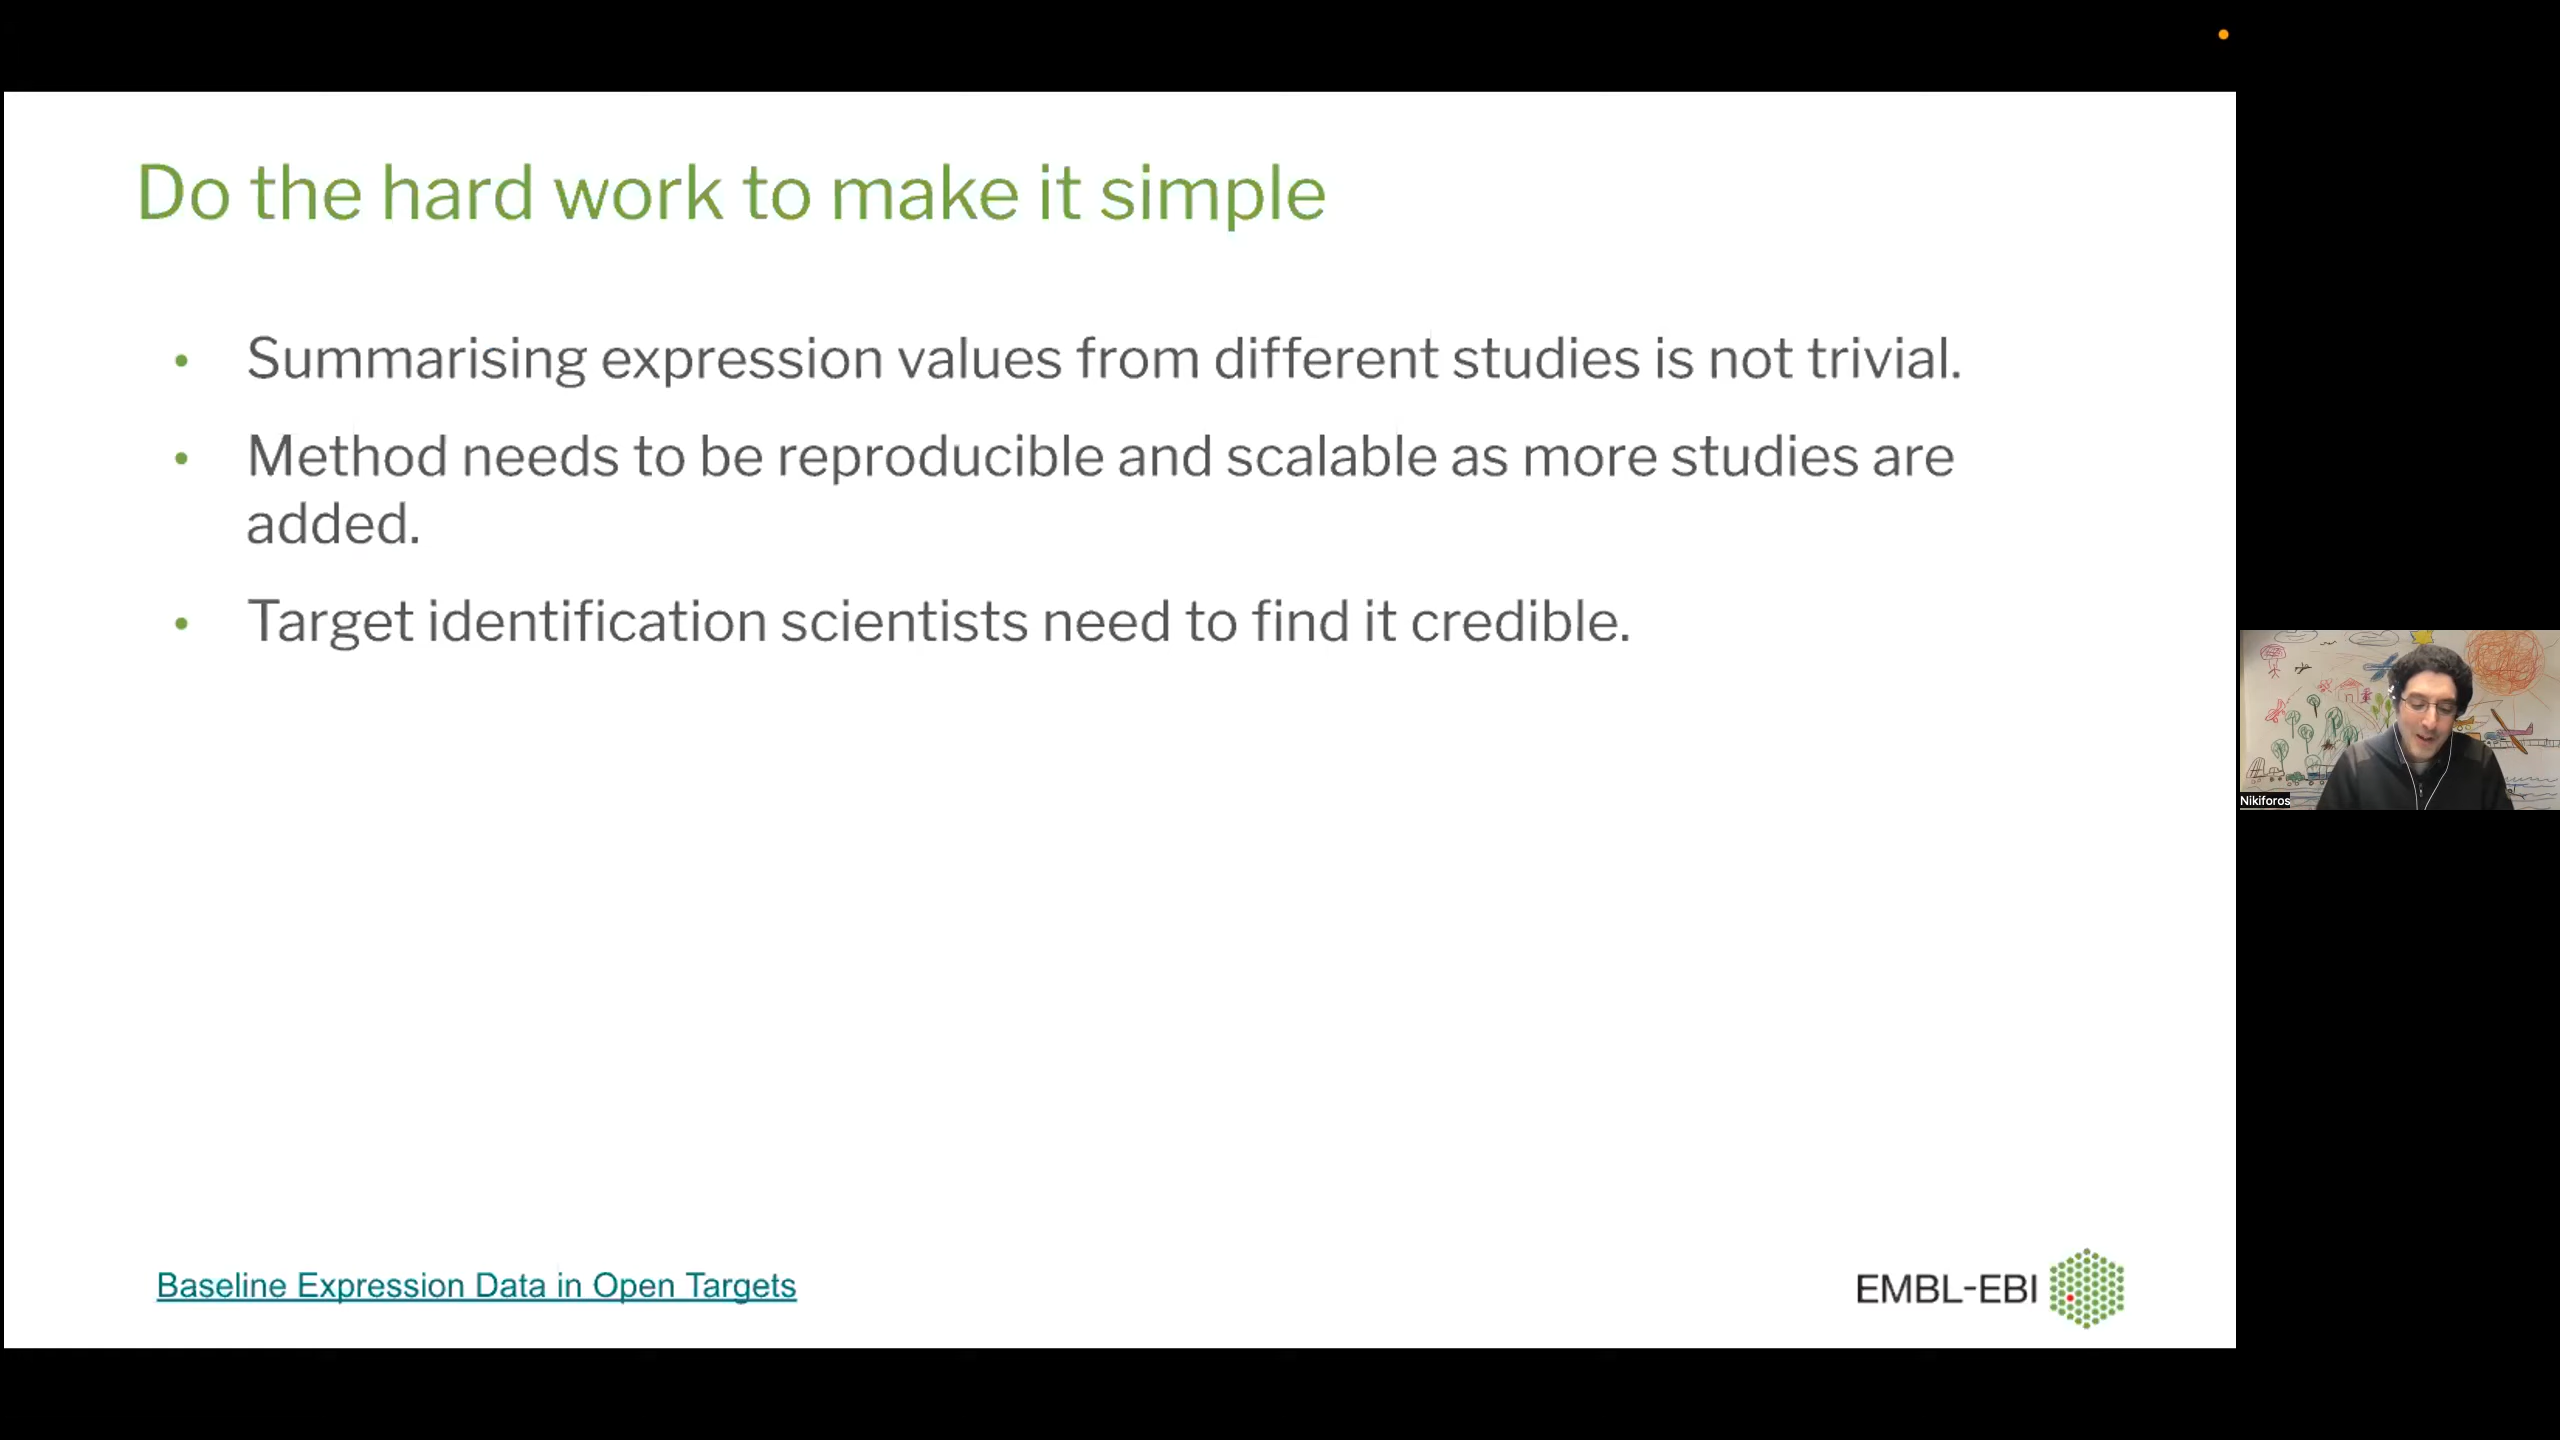 Do the hard work to make it simple
• Summarising expression values from different studies is not trivial.
• Method needs to be reproducible and scalable as more studies are
added.
• Target identification scientists need to find it credible.
Nikiforos
Baseline Expression Data in Open Targets
EMBL-EBI